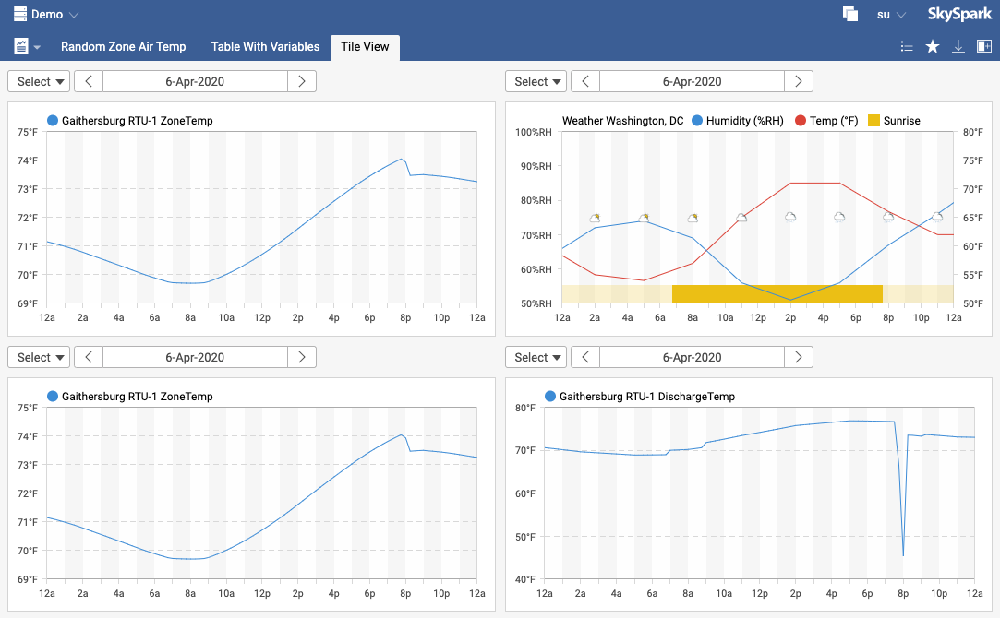 Demo su SkySpark
Random Zone Air Temp Table With Variables Tile View
Select 6-Apr-2020
Gaithersburg RTU-1 ZoneTemp
75°F
74°F
73°F
72°F
71°F
70°F
69°F
12a 2a 4a 6a 8a 10a 12p 2p 4p 6p 8p 10p 12a
Select 6-Apr-2020
Weather Washington, DC Humidity (%RH) Temp (°F) Sunrise
100%RH 80°F
90%RH 75°F
80%RH 70°F
70%RH 65°F
60%RH 60°F
50%RH 55°F
50°F
12a 2a 4a 6a 8a 10a 12p 2p 4p 6p 8p 10p 12a
Select 6-Apr-2020
Gaithersburg RTU-1 ZoneTemp
75°F
74°F
73°F
72°F
71°F
70°F
69°F
12a 2a 4a 6a 8a 10a 12p 2p 4p 6p 8p 10p 12a
Select 6-Apr-2020
Gaithersburg RTU-1 DischargeTemp
80°F
70°F
60°F
50°F
40°F
12a 2a 4a 6a 8a 10a 12p 2p 4p 6p 8p 10p 12a